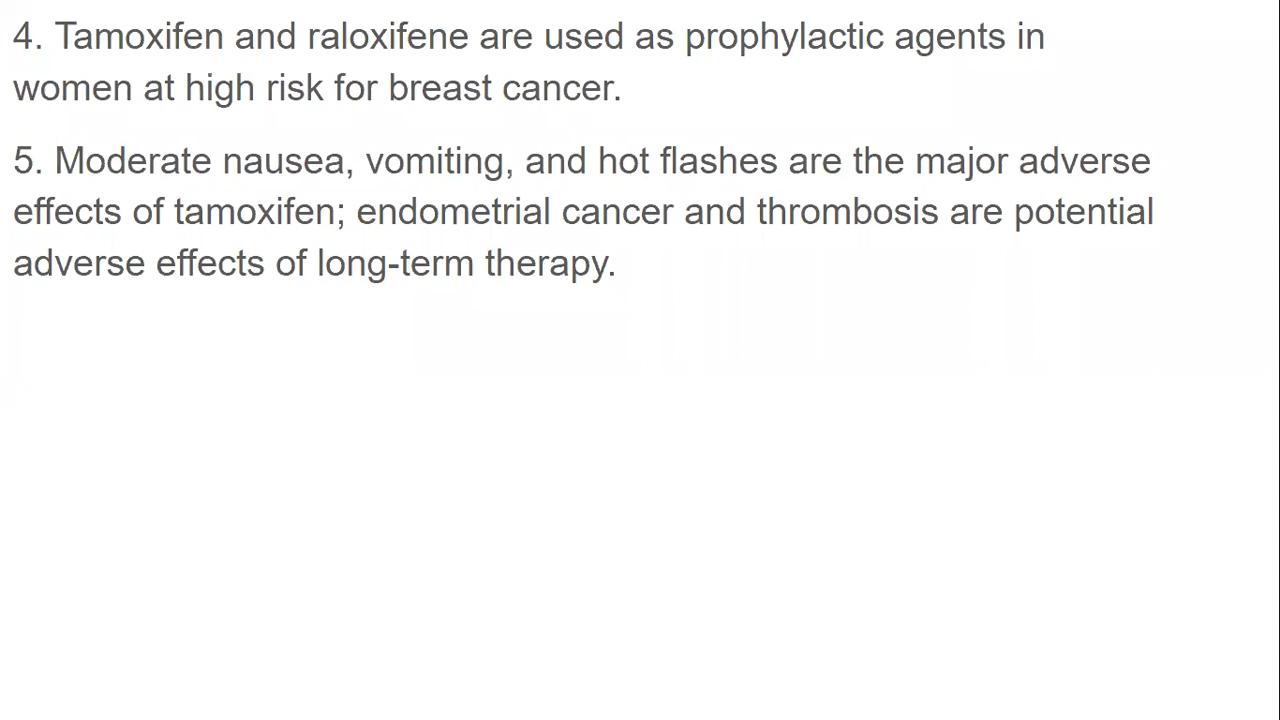 4. Tamoxifen and raloxifene are used as prophylactic agents in
women at high risk for breast cancer.
5. Moderate nausea, vomiting, and hot flashes are the major adverse
effects of tamoxifen; endometrial cancer and thrombosis are potential
adverse effects of long-term therapy.